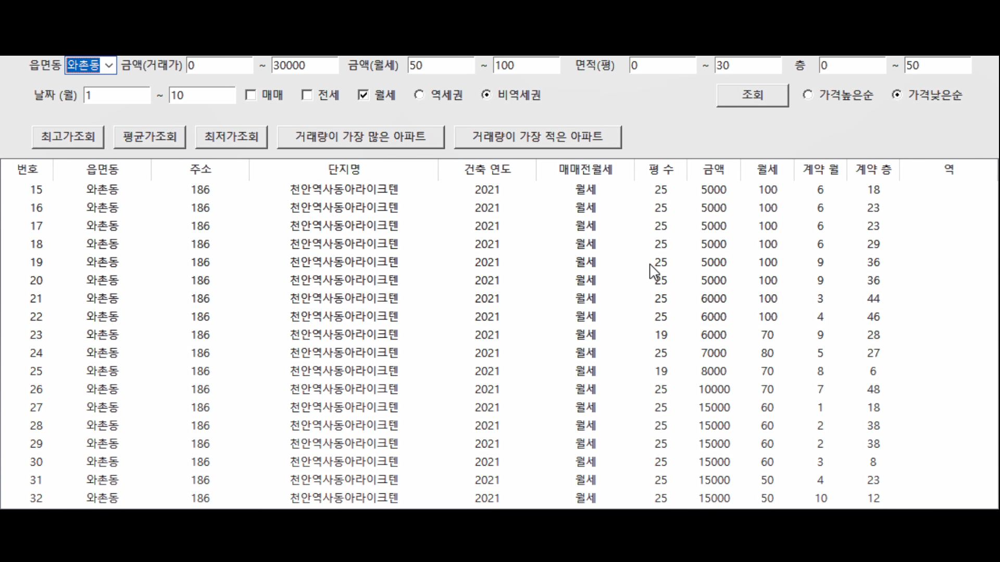 읍면동 와촌동 금액(거래가) 0 ~ 30000 금액(월세) 50 ~ 100 면적(평) 0 ~ 30 층 0 ~ 50
날짜 (월) 1 ~ 10 매매 전세 월세 역세권 비역세권 조회 가격높은순 가격낮은순
최고가조회 평균가조회 최저가조회 거래량이 가장 많은 아파트 거래량이 가장 적은 아파트
번호 읍면동 주소 단지명 건축 연도 매매전월세 평 수 금액 월세 계약 월 계약 층 역
15 와촌동 186 천안역사동아라이크텐 2021 월세 25 5000 100 6 18
16 와촌동 186 천안역사동아라이크텐 2021 월세 25 5000 100 6 23
17 와촌동 186 천안역사동아라이크텐 2021 월세 25 5000 100 6 23
18 와촌동 186 천안역사동아라이크텐 2021 월세 25 5000 100 6 29
19 와촌동 186 천안역사동아라이크텐 2021 월세 25 5000 100 9 36
20 와촌동 186 천안역사동아라이크텐 2021 월세 25 5000 100 9 36
21 와촌동 186 천안역사동아라이크텐 2021 월세 25 6000 100 3 44
22 와촌동 186 천안역사동아라이크텐 2021 월세 25 6000 100 4 46
23 와촌동 186 천안역사동아라이크텐 2021 월세 19 6000 70 9 28
24 와촌동 186 천안역사동아라이크텐 2021 월세 25 7000 80 5 27
25 와촌동 186 천안역사동아라이크텐 2021 월세 19 8000 70 8 6
26 와촌동 186 천안역사동아라이크텐 2021 월세 25 10000 70 7 48
27 와촌동 186 천안역사동아라이크텐 2021 월세 25 15000 60 1 18
28 와촌동 186 천안역사동아라이크텐 2021 월세 25 15000 60 2 38
29 와촌동 186 천안역사동아라이크텐 2021 월세 25 15000 60 2 38
30 와촌동 186 천안역사동아라이크텐 2021 월세 25 15000 60 3 8
31 와촌동 186 천안역사동아라이크텐 2021 월세 25 15000 50 4 23
32 와촌동 186 천안역사동아라이크텐 2021 월세 25 15000 50 10 12